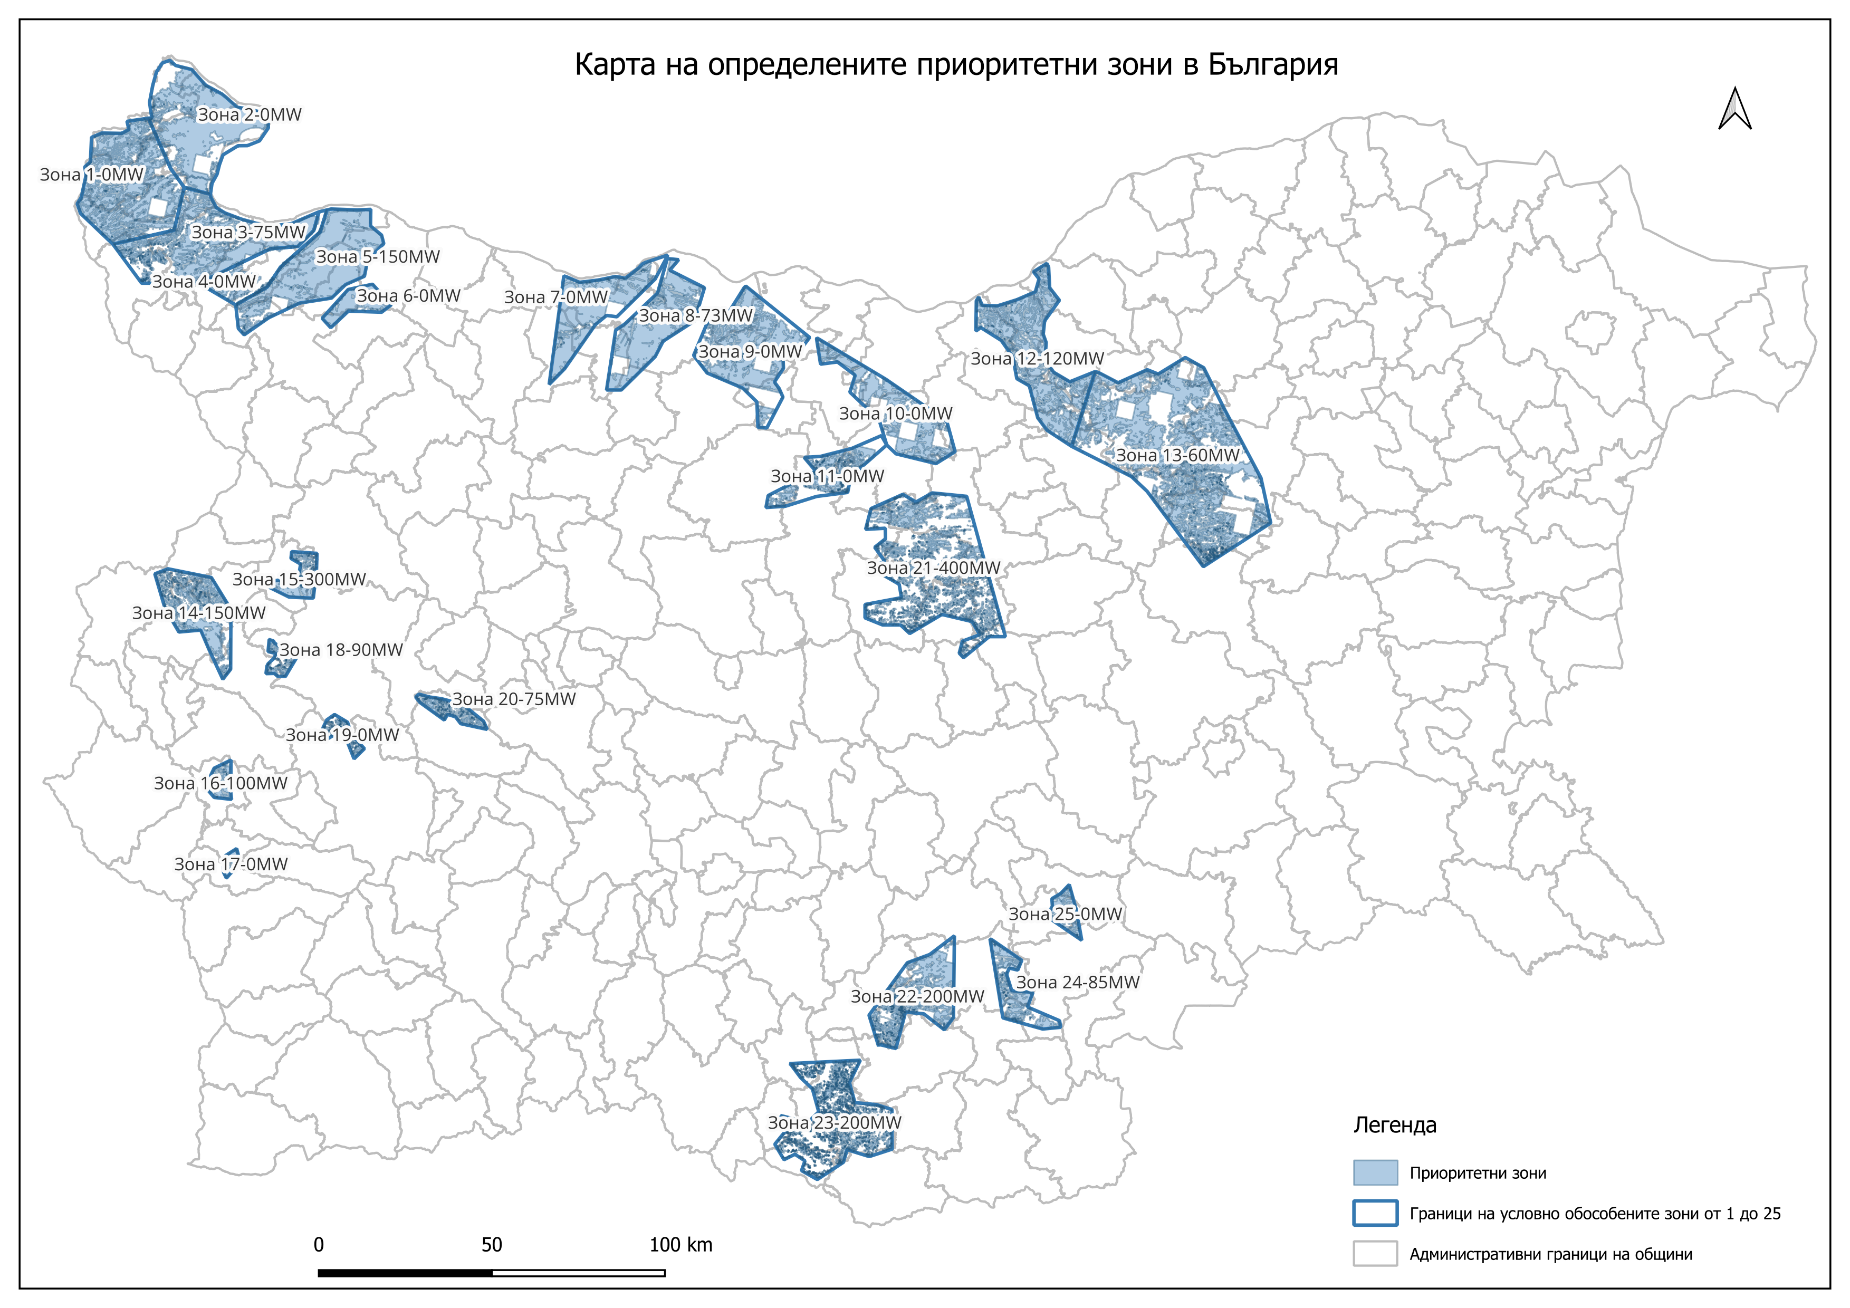 Карта на определените приоритетни зони в България
Зона 2-0MW
Зона 1-0MW
Зона 3-75MW
Зона 5-150MW
Зона 4-0MW
Зона 6-0MW
Зона 7-0MW
Зона 8-73MW
Зона 9-0MW
Зона 12-120MW
Зона 10-0MW
Зона 13-60MW
Зона 11-0MW
Зона 21-400MW
Зона 15-300MW
Зона 14-150MW
Зона 18-90MW
Зона 20-75MW
Зона 19-0MW
Зона 16-100MW
Зона 17-0MW
Зона 25-0MW
Зона 24-85MW
Зона 22-200MW
Зона 23-200MW
Легенда
Приоритетни зони
Граници на условно обособените зони от 1 до 25
Административни граници на общини
0 50 100 km